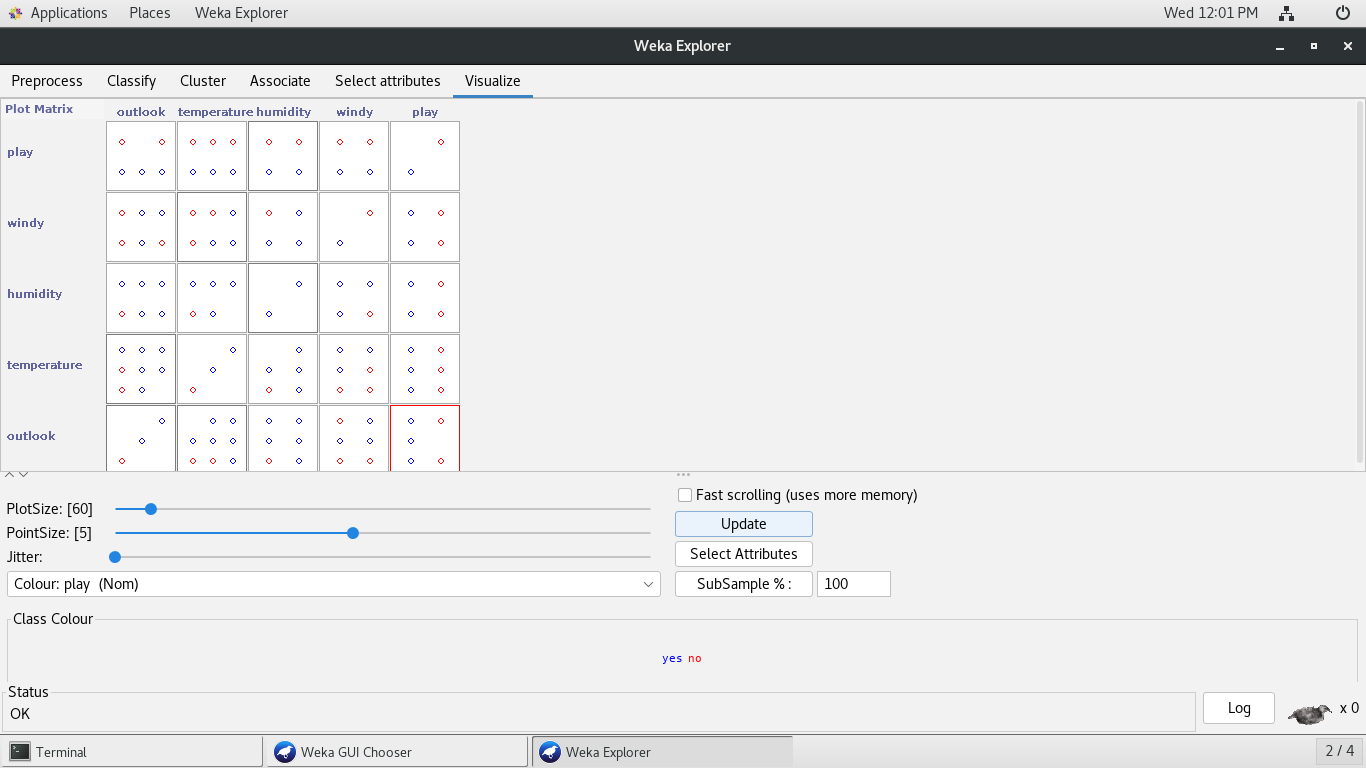 Applications Places Weka Explorer Wed 12:01 PM
Weka Explorer
Preprocess Classify Cluster Associate Select attributes Visualize
Plot Matrix outlook temperature humidity windy play
play
windy
humidity
temperature
outlook
PlotSize: [60]
PointSize: [5]
Jitter:
Colour: play (Nom)
Fast scrolling (uses more memory)
Update
Select Attributes
SubSample % : 100
Class Colour
yes no
Status
OK
Log x 0
Terminal Weka GUI Chooser Weka Explorer 2 / 4